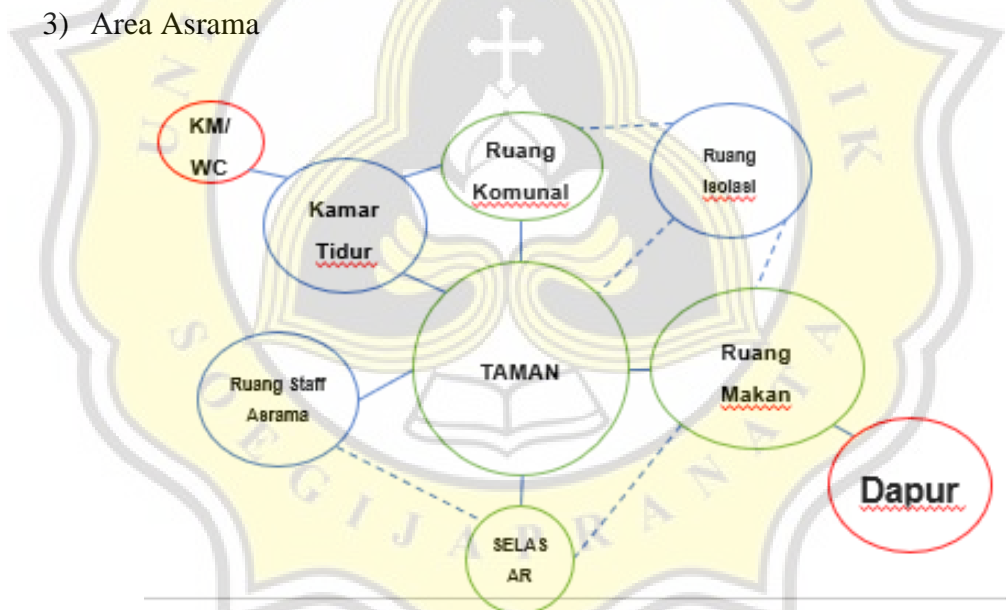 3) Area Asrama
KM/
WC
Ruang
Komunal
Ruang
Isolasi
Kamar
Tidur
Ruang Staff
Asrama
TAMAN
Ruang
Makan
Dapur
SELAS
AR
SOEGIJAPRANATA